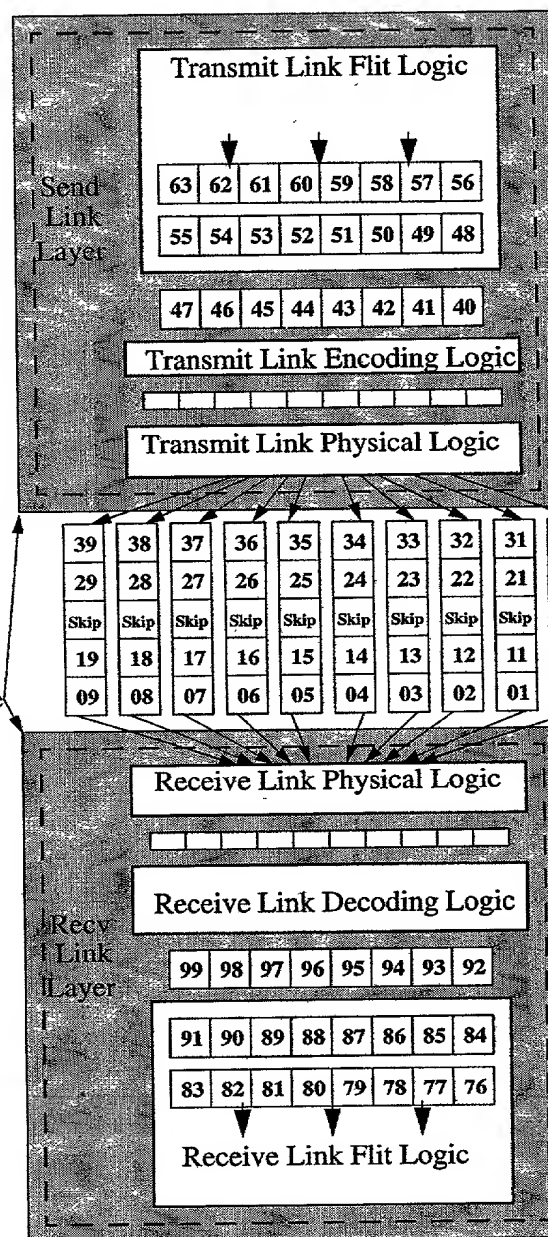 Transmit Link Flit Logic
63 62 61 60 59 58 57 56
Send
Link
Layer
55 54 53 52 51 50 49 48
47 46 45 44 43 42 41 40
Transmit Link Encoding Logic
Transmit Link Physical Logic
39 38 37 36 35 34 33 32 31
29 28 27 26 25 24 23 22 21
Skip Skip Skip Skip Skip Skip Skip Skip Skip
19 18 17 16 15 14 13 12 11
09 08 07 06 05 04 03 02 01
Receive Link Physical Logic
Receive Link Decoding Logic
Recv
Link
Layer
99 98 97 96 95 94 93 92
91 90 89 88 87 86 85 84
83 82 81 80 79 78 77 76
Receive Link Flit Logic